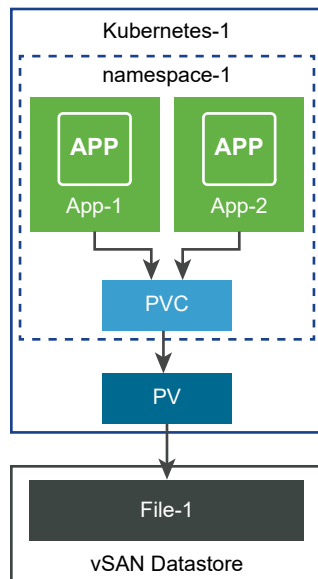 Kubernetes-1
namespace-1
APP
APP
App-1
App-2
PVC
PV
File-1
vSAN Datastore